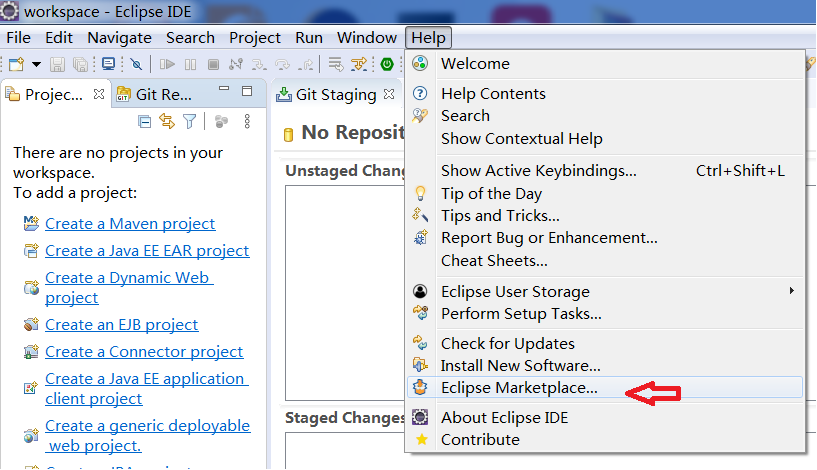 workspace - Eclipse IDE
File Edit Navigate Search Project Run Window Help
Projec... Git Re... Git Staging
There are no projects in your
workspace.
To add a project:
Create a Maven project
Create a Java EE EAR project
Create a Dynamic Web
project
Create an EJB project
Create a Connector project
Create a Java EE application
client project
Create a generic deployable
web project.
No Reposit
Unstaged Chang
Staged Changes
Welcome
Help Contents
Search
Show Contextual Help
Show Active Keybindings... Ctrl+Shift+L
Tip of the Day
Tips and Tricks...
Report Bug or Enhancement...
Cheat Sheets...
Eclipse User Storage
Perform Setup Tasks...
Check for Updates
Install New Software...
Eclipse Marketplace...
About Eclipse IDE
Contribute